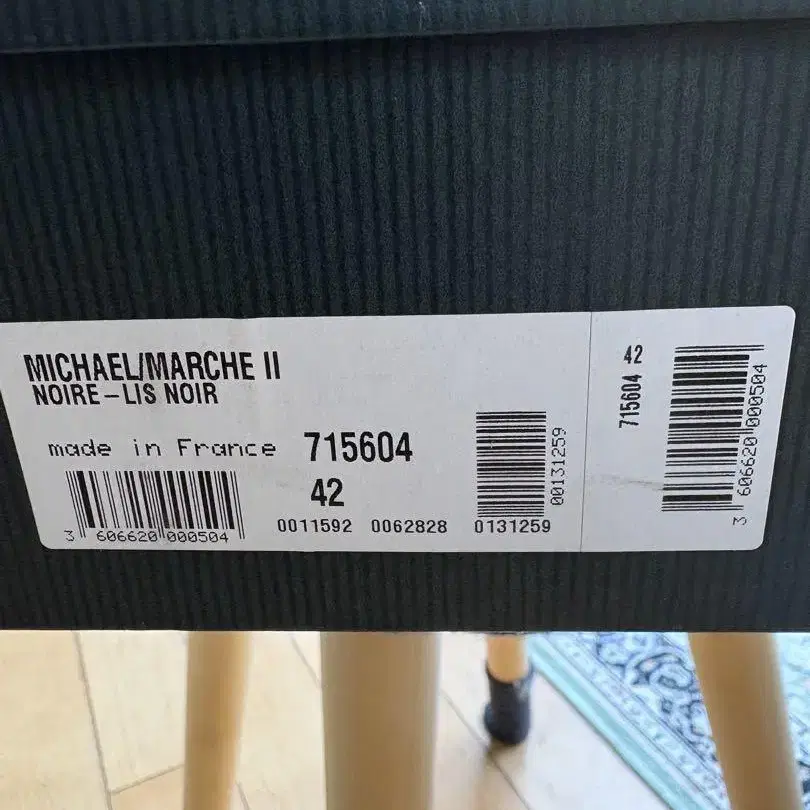 MICHAEL/MARCHE II
NOIRE-LIS NOIR
made in France 715604
42
3 606620 000504
0011592 0062828 0131259
00131259
715604 42
3 606620 000504